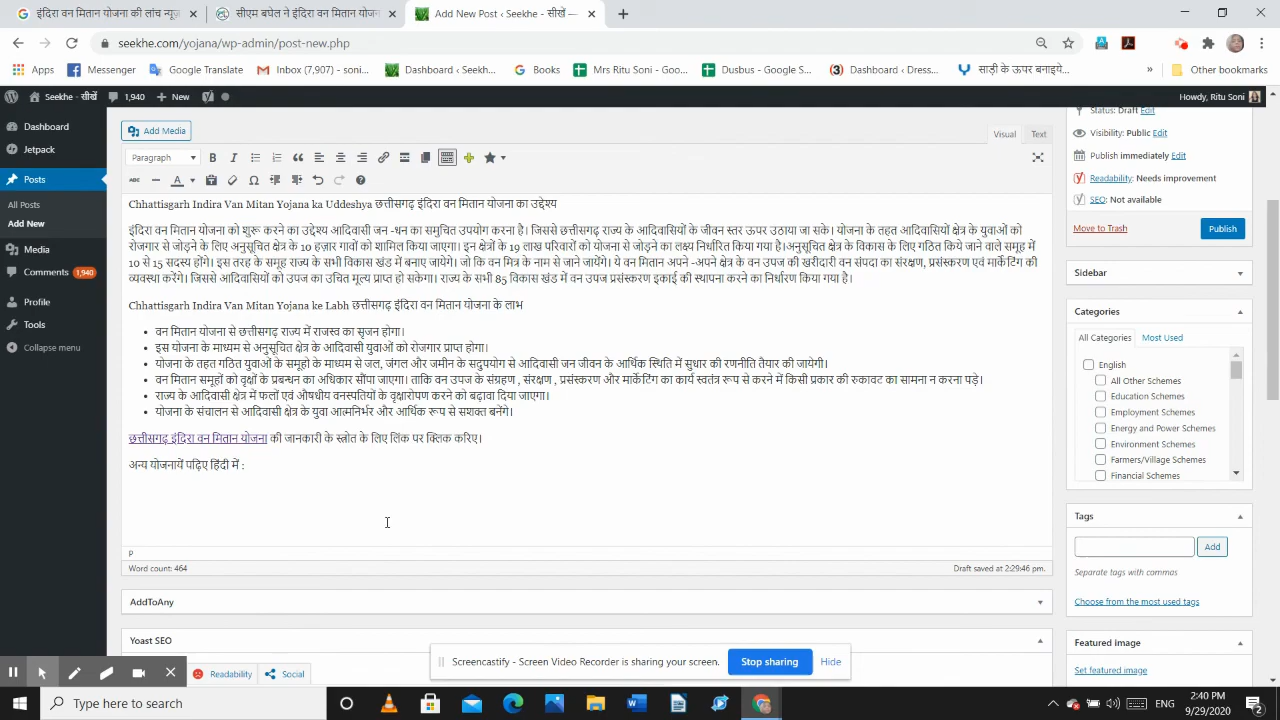 इंदिरा वन मितान योजना की लांच न्यूज़
सीएम बघेल ने इंदिरा वन मितान योजन
Add New Post ‹ Seekhe - सीखें —
seekhe.com/yojana/wp-admin/post-new.php
Apps
Messenger
Google Translate
Inbox (7,907) - soni...
Dashboard ‹ Seekh...
Books
Mrs Ritu Soni - Goo...
Dusbus - Google S...
Dashboard ‹ Dress...
साड़ी के ऊपर बनाइये...
Other bookmarks
Seekhe - सीखें
1,940
New
Howdy, Ritu Soni
Dashboard
Jetpack
Posts
All Posts
Add New
Media
Comments 1,940
Profile
Tools
Collapse menu
Add Media
Visual
Text
Paragraph
Chhattisgarh Indira Van Mitan Yojana ka Uddeshya छत्तीसगढ़ इंदिरा वन मितान योजना का उद्देश्य
इंदिरा वन मितान योजना को शुरू करने का उद्देश्य आदिवासी जन -धन का समुचित उपयोग करना है। जिससे छत्तीसगढ़ राज्य के आदिवासियों के जीवन स्तर ऊपर उठाया जा सके। योजना के तहत आदिवासियों क्षेत्र के युवाओं को
रोजगार से जोड़ने के लिए अनुसूचित क्षेत्र के 10 हज़ार गावों को शामिल किया जाएगा। इन क्षेत्रों के 19 लाख परिवारों को योजना से जोड़ने का लक्ष्य निर्धारित किया गया है।अनुसूचित क्षेत्र के विकास के लिए गठित किये जाने वाले समूह में
10 से 15 सदस्य होंगे। इस तरह के समूह राज्य के सभी विकास खंड में बनाए जायेंगे। जो कि वन मित्र के नाम से जाने जायेंगे। ये वन मितान अपने -अपने क्षेत्र के वन उपज की खरीदारी वन संपदा का संरक्षण, प्रसंस्करण एवं मार्केटिंग की
व्यवस्था करेंगे। जिससे आदिवासियों को उपज का उचित मूल्य प्राप्त हो सकेगा। राज्य के सभी 85 विकास खंड में वन उपज प्रसंस्करण इकाई की स्थापना करने का निर्धारण किया गया है।
Chhattisgarh Indira Van Mitan Yojana ke Labh छत्तीसगढ़ इंदिरा वन मितान योजना के लाभ
वन मितान योजना से छत्तीसगढ़ राज्य में राजस्व का सृजन होगा।
इस योजना के माध्यम से अनुसूचित क्षेत्र के आदिवासी युवाओं को रोजगार प्राप्त होगा।
योजना के तहत गठित युवाओं के समूहों के माध्यम से जल, जंगल और जमीन के सदुपयोग से आदिवासी जन जीवन के आर्थिक स्थिति में सुधार की रणनीति तैयार की जायेगी।
वन मितान समूहों को वृक्षों के प्रबन्धन का अधिकार सौंपा जाएगा। ताकि वन उपज के संग्रहण , संरक्षण , प्रसंस्करण और मार्केटिंग का कार्य स्वतंत्र रूप से करने में किसी प्रकार की रुकावट का सामना न करना पड़े।
राज्य के आदिवासी क्षेत्र में फलों एवं औषधीय वनस्पतियों के वृक्षारोपण करने को बढ़ावा दिया जाएगा।
योजना के संचालन से आदिवासी क्षेत्र के युवा आत्मनिर्भर और आर्थिक रूप से सशक्त बनेंगे।
छत्तीसगढ़ इंदिरा वन मितान योजना की जानकारी के स्त्रोत के लिए लिंक पर क्लिक करिए।
अन्य योजनायें पढ़िए हिंदी में :
P
Word count: 464
Draft saved at 2:29:46 pm.
AddToAny
Yoast SEO
Readability
Social
Status: Draft Edit
Visibility: Public Edit
Publish immediately Edit
Readability: Needs improvement
SEO: Not available
Move to Trash
Publish
Sidebar
Categories
All Categories
Most Used
English
All Other Schemes
Education Schemes
Employment Schemes
Energy and Power Schemes
Environment Schemes
Farmers/Village Schemes
Financial Schemes
Tags
Add
Separate tags with commas
Choose from the most used tags
Featured image
Set featured image
Screencastify - Screen Video Recorder is sharing your screen.
Stop sharing
Hide
Type here to search
ENG
2:40 PM
9/29/2020
2